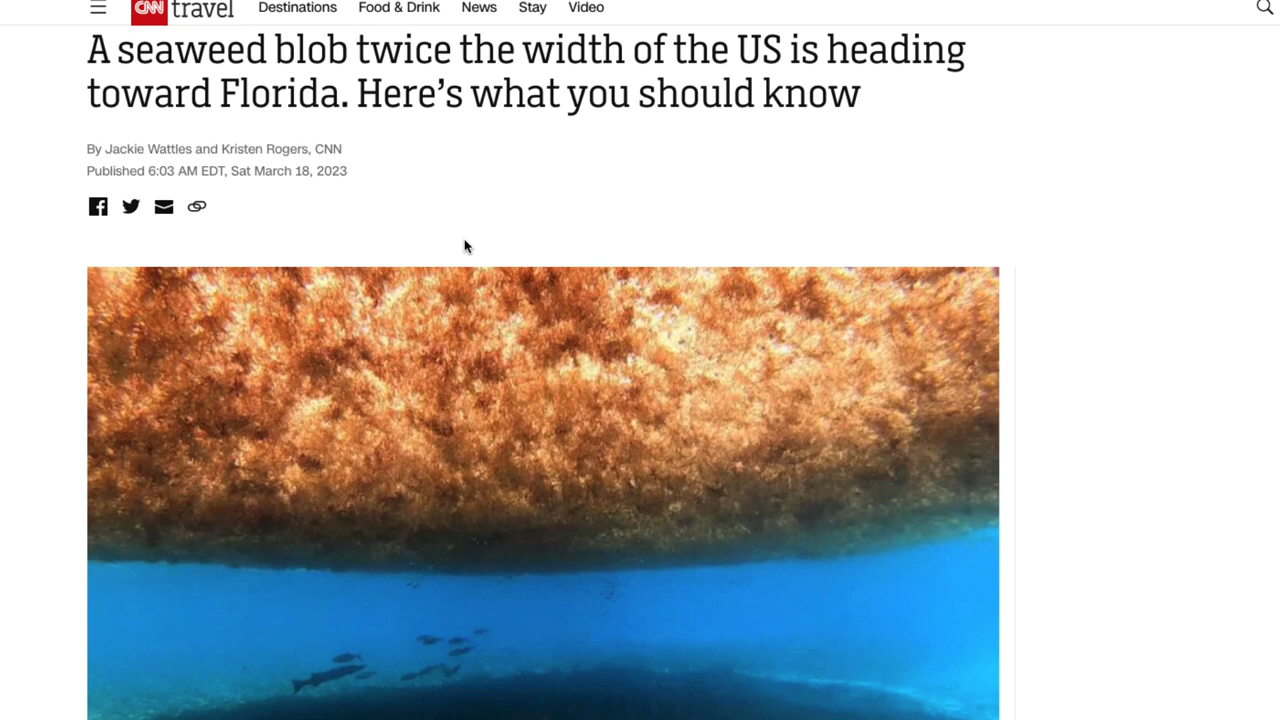 CNN travel Destinations Food & Drink News Stay Video
A seaweed blob twice the width of the US is heading
toward Florida. Here’s what you should know
By Jackie Wattles and Kristen Rogers, CNN
Published 6:03 AM EDT, Sat March 18, 2023